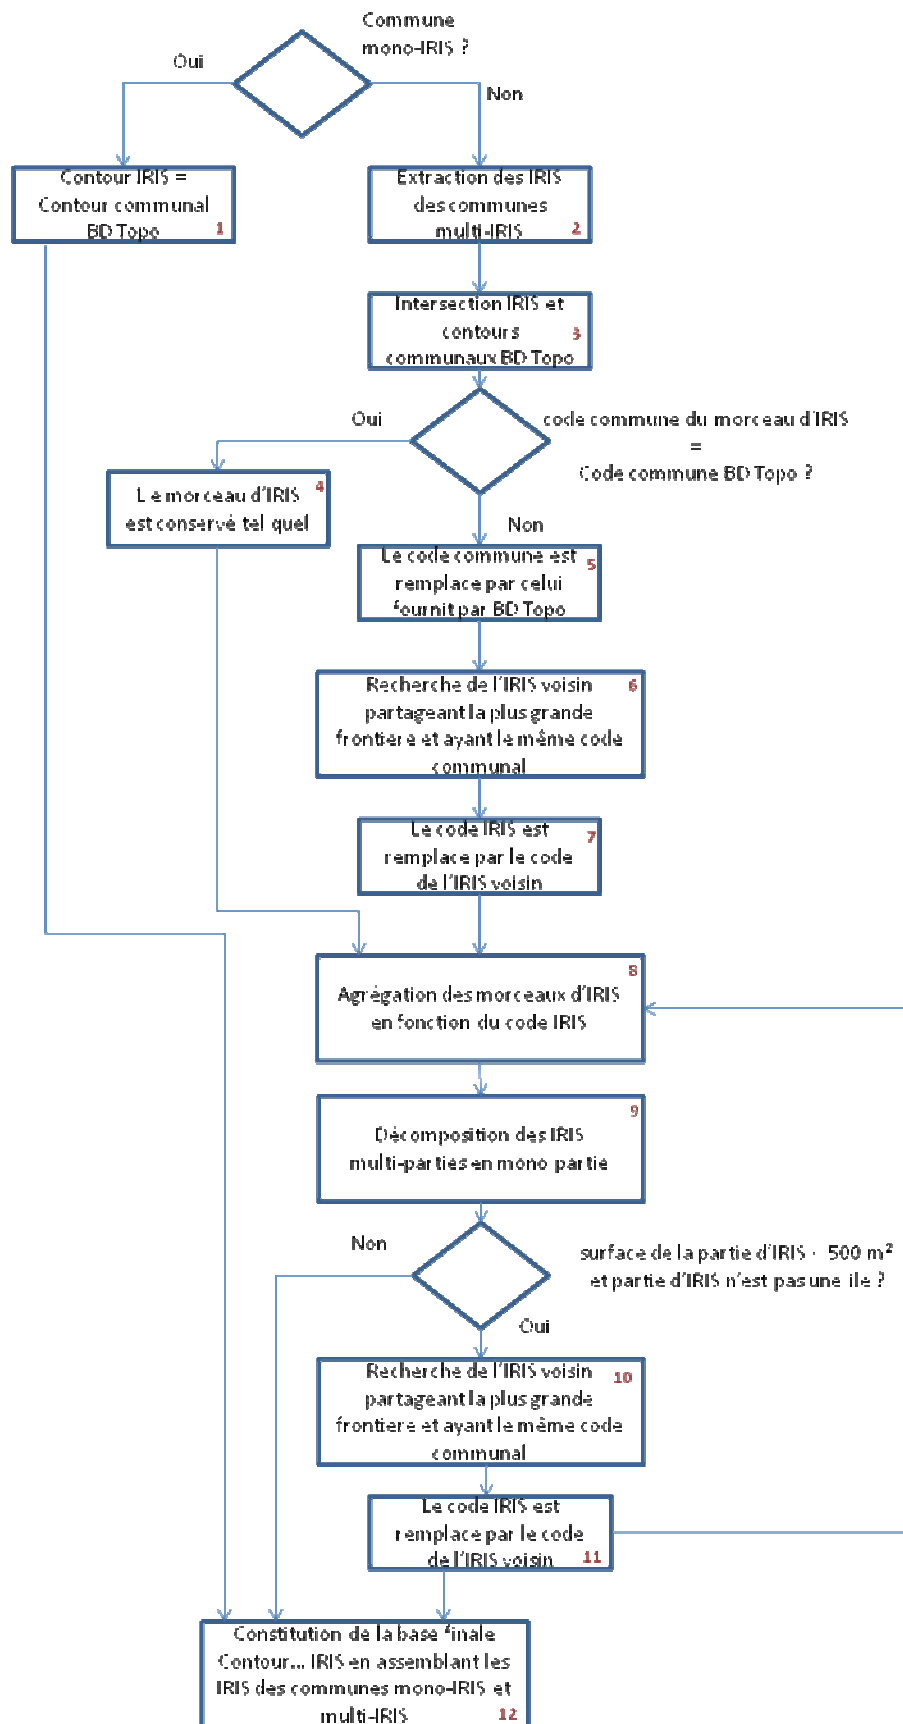 Commune
mono-IRIS ?
Oui
Non
Contour IRIS =
Contour communal
BD Topo
1
Extraction des IRIS
des communes
multi-IRIS
2
Intersection IRIS et
contours
communaux BD Topo
3
Oui
code commune du morceau d'IRIS
=
Code commune BD Topo ?
Le morceau d'IRIS
est conservé tel quel
4
Non
Le code commune est
remplace par celui
fournit par BD Topo
5
Recherche de l'IRIS voisin
partageant la plus grande
frontiere et ayant le même code
communal
6
Le code IRIS est
remplace par le code
de l'IRIS voisin
7
Agrégation des morceaux d'IRIS
en fonction du code IRIS
8
Décomposition des IRIS
multi-parties en mono partie
9
Non
surface de la partie d'IRIS 500 m²
et partie d'IRIS n'est pas une ile ?
Oui
Recherche de l'IRIS voisin
partageant la plus grande
frontiere et ayant le même code
communal
10
Le code IRIS est
remplace par le code
de l'IRIS voisin
11
Constitution de la base finale
Contour... IRIS en assemblant les
IRIS des communes mono-IRIS et
multi-IRIS
12